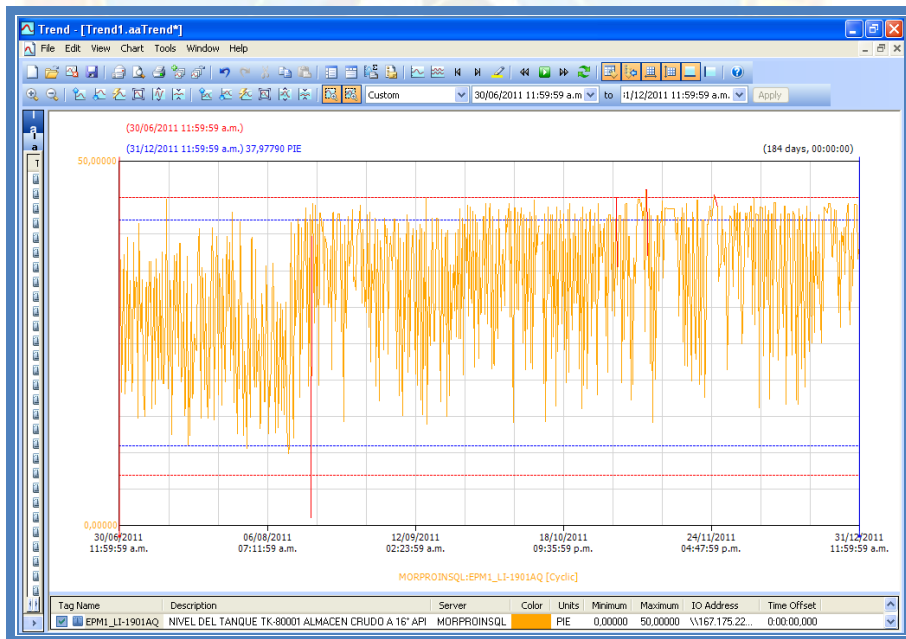 Trend - [Trend1.aaTrend*]
File Edit View Chart Tools Window Help
Custom 30/06/2011 11:59:59 a.m to 1/12/2011 11:59:59 a.m. Apply
(30/06/2011 11:59:59 a.m.)
(31/12/2011 11:59:59 a.m.) 37,97790 PIE (184 days, 00:00:00)
50,00000
0,00000
30/06/2011 06/08/2011 12/09/2011 18/10/2011 24/11/2011 31/12/2011
11:59:59 a.m. 07:11:59 a.m. 02:23:59 a.m. 09:35:59 p.m. 04:47:59 p.m. 11:59:59 a.m.
MORPROINSQL:EPM1_LI-1901AQ [Cyclic]
Tag Name Description Server Color Units Minimum Maximum IO Address Time Offset
EPM1_LI-1901AQ NIVEL DEL TANQUE TK-80001 ALMACEN CRUDO A 16° API MORPROINSQL PIE 0,00000 50,00000 \\167.175.22... 0:00:00,000